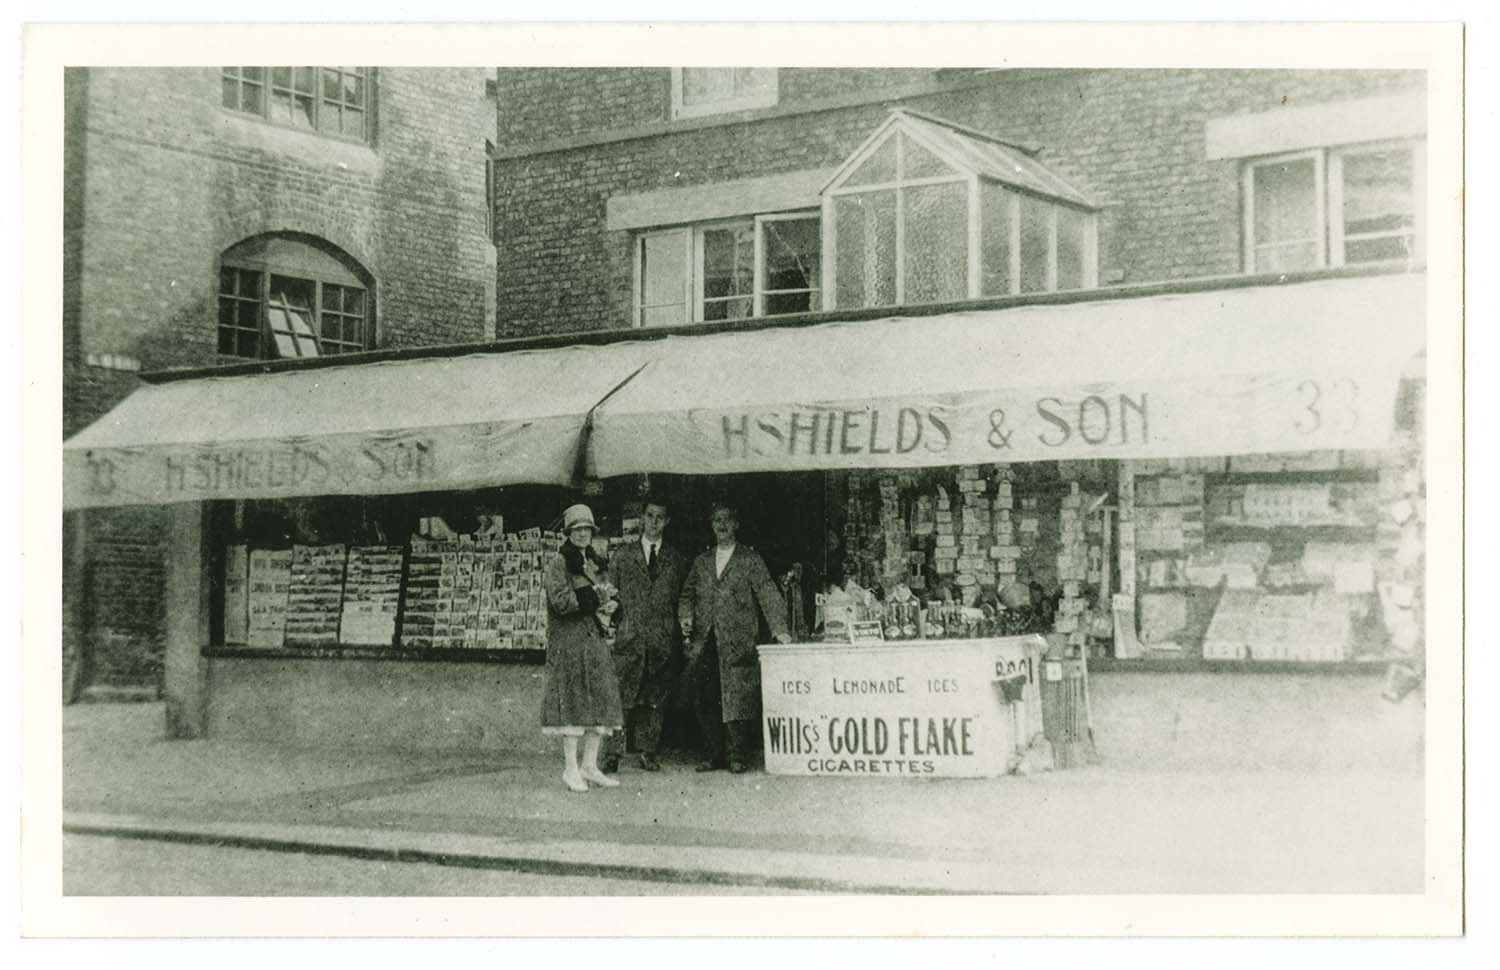 33 H SHIELDS & SON
H SHIELDS & SON 33
ICES LEMONADE ICES
Wills's "GOLD FLAKE"
CIGARETTES